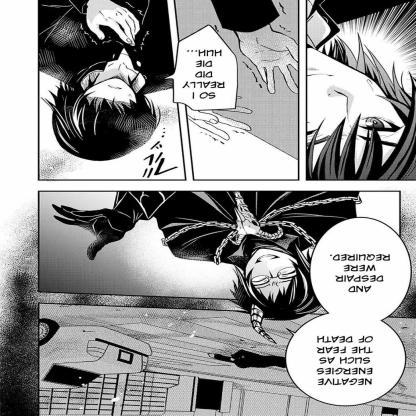 NEGATIVE
ENERGIES
SUCH AS
THE FEAR
OF DEATH
AND
DESPAIR
WERE
REQUIRED.
SO I
REALLY
DID
DIE
HUH...